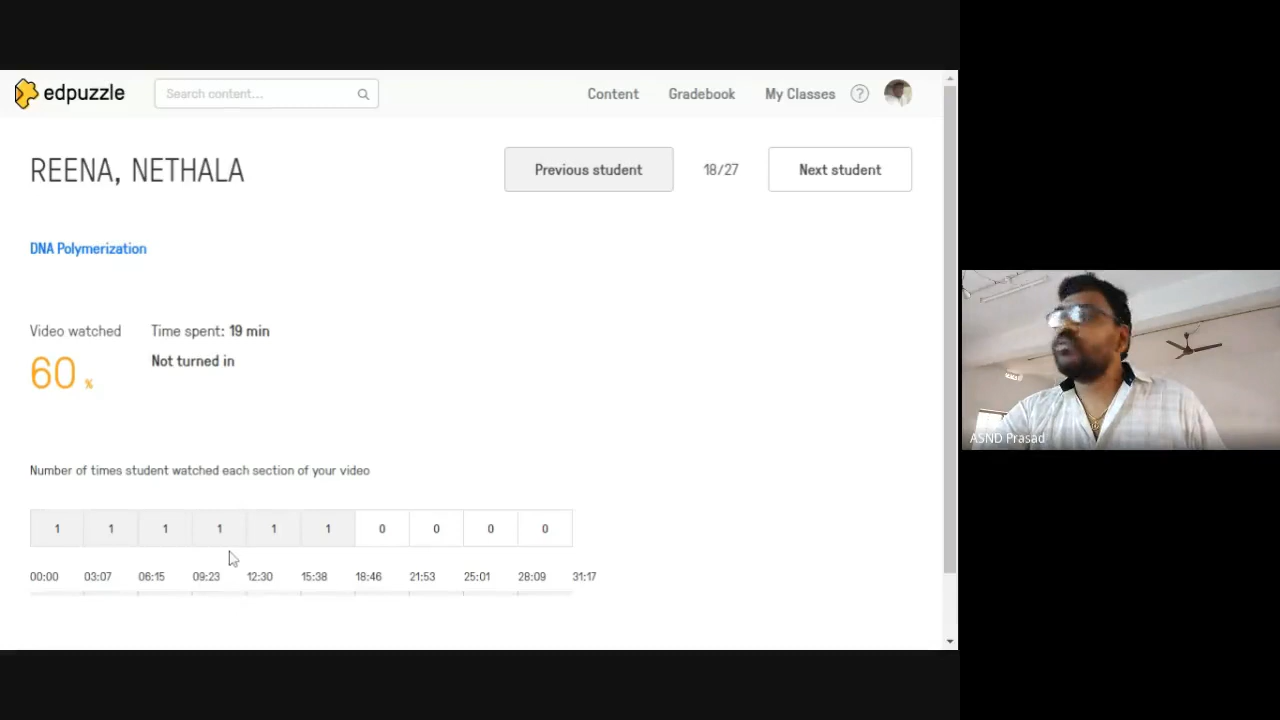 edpuzzle
Search content...
Content
Gradebook
My Classes
?
REENA, NETHALA
Previous student
18/27
Next student
DNA Polymerization
Video watched
Time spent: 19 min
60 %
Not turned in
Number of times student watched each section of your video
1 1 1 1 1 1 0 0 0 0
00:00 03:07 06:15 09:23 12:30 15:38 18:46 21:53 25:01 28:09 31:17
ASND Prasad